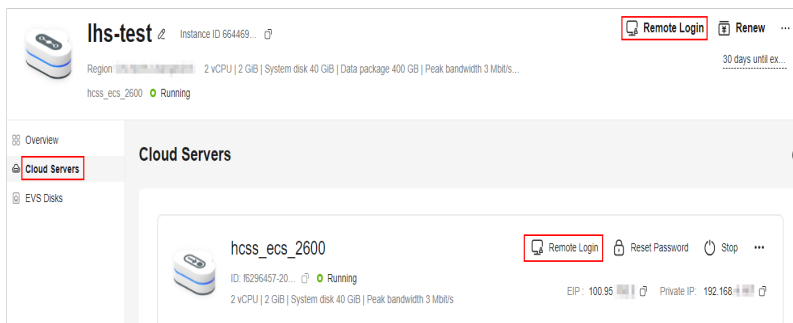 lhs-test Instance ID 664469... Remote Login Renew ...
Region 2 vCPU | 2 GiB | System disk 40 GiB | Data package 400 GB | Peak bandwidth 3 Mbit/s... 30 days until ex...
hcss_ecs_2600 Running
Overview
Cloud Servers
EVS Disks
Cloud Servers
hcss_ecs_2600 Remote Login Reset Password Stop ...
ID: f6296457-20... Running
2 vCPU | 2 GiB | System disk 40 GiB | Peak bandwidth 3 Mbit/s
EIP : 100.95 Private IP: 192.168